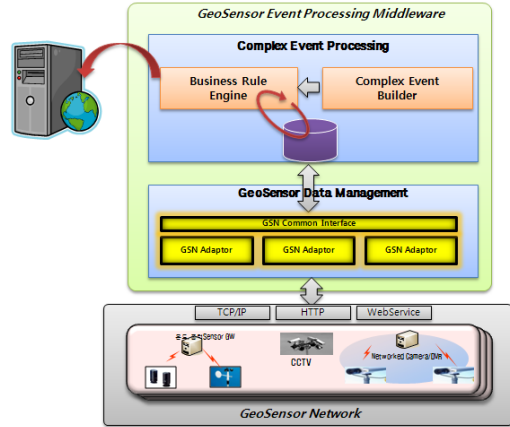 GeoSensor Event Processing Middleware
Complex Event Processing
Business Rule
Engine
Complex Event
Builder
GeoSensor Data Management
GSN Common Interface
GSN Adaptor
GSN Adaptor
GSN Adaptor
TCP/IP
HTTP
WebService
Sensor GW
CCTV
Networked Camera/DVR
GeoSensor Network